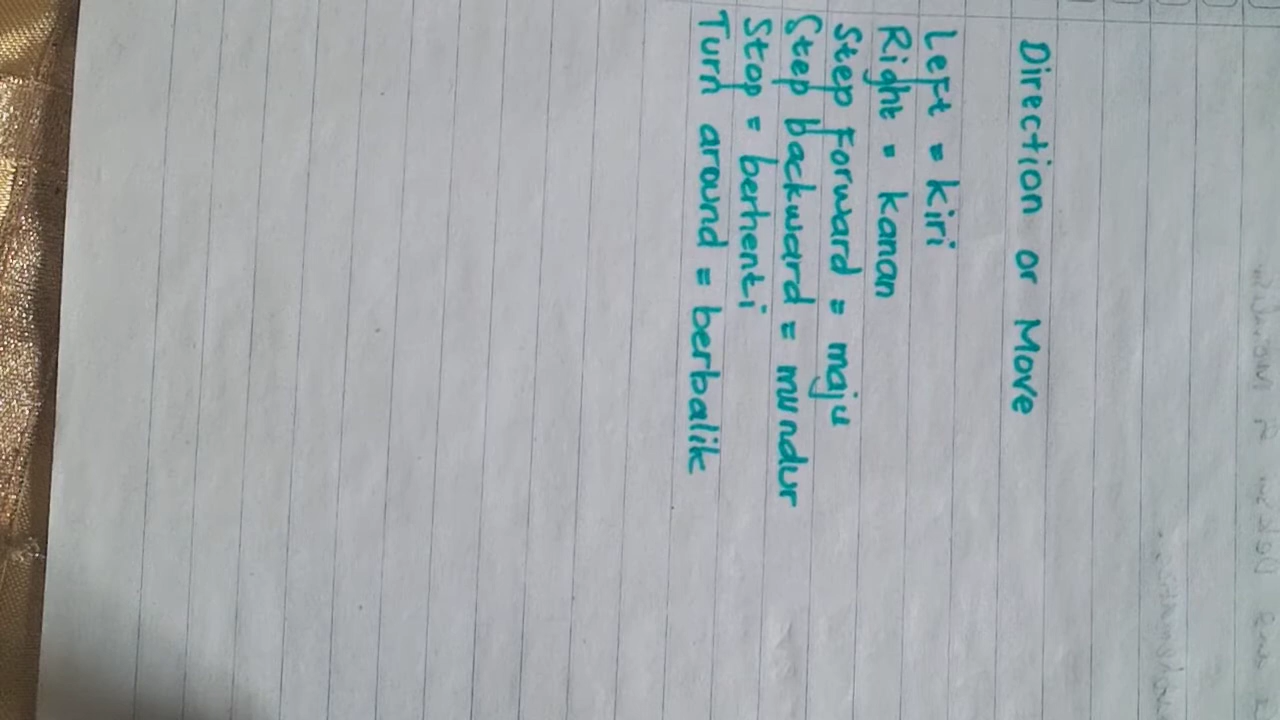 Direction or Move
Left = kiri
Right = kanan
Step Forward = maju
Step backward = mundur
Stop = berhenti
Turn around = berbalik